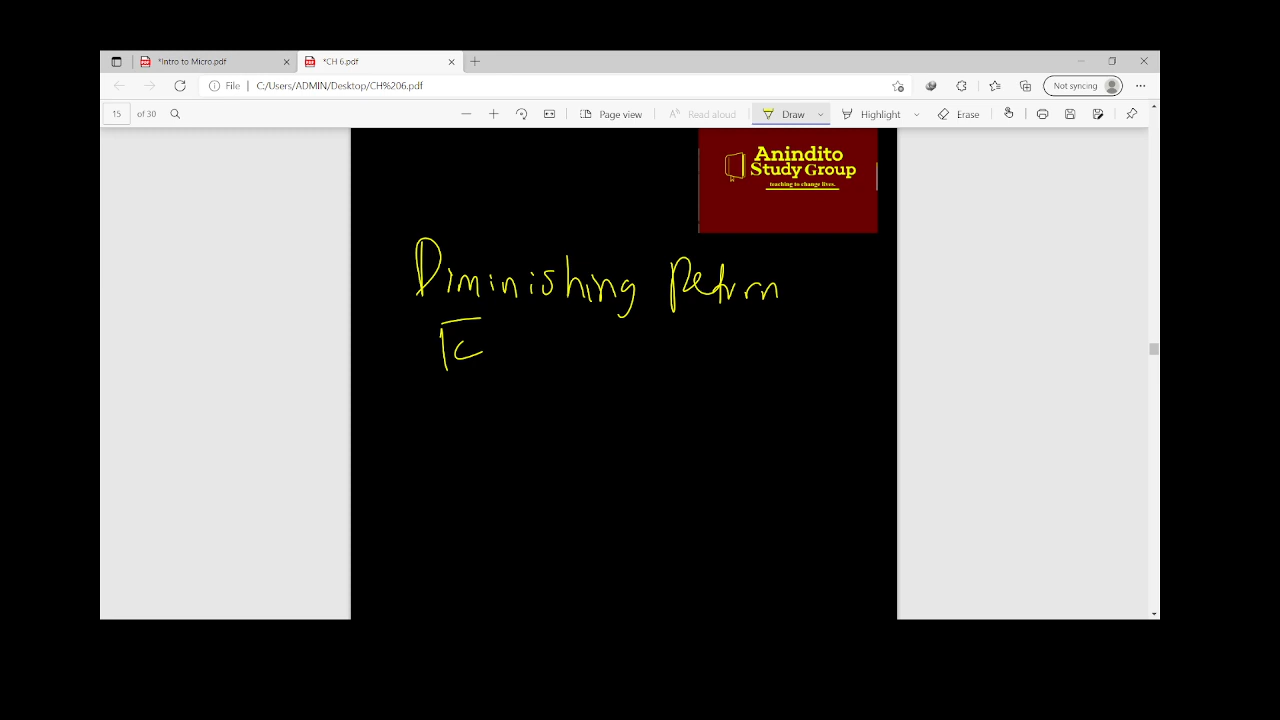 *Intro to Micro.pdf
*CH 6.pdf
File C:/Users/ADMIN/Desktop/CH%206.pdf
Not syncing
15 of 30
Page view
Read aloud
Draw
Highlight
Erase
Anindito
Study Group
teaching to change lives.
Diminishing Return